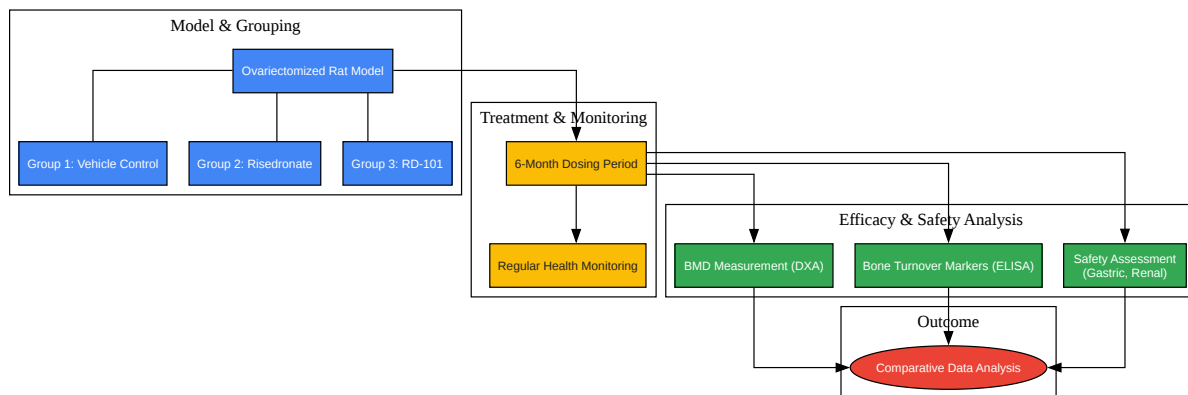 Model & Grouping
Ovariectomized Rat Model
Group 1: Vehicle Control
Group 2: Risedronate
Group 3: RD-101
Treatment & Monitoring
6-Month Dosing Period
Regular Health Monitoring
Efficacy & Safety Analysis
BMD Measurement (DXA)
Bone Turnover Markers (ELISA)
Safety Assessment
(Gastric, Renal)
Outcome
Comparative Data Analysis